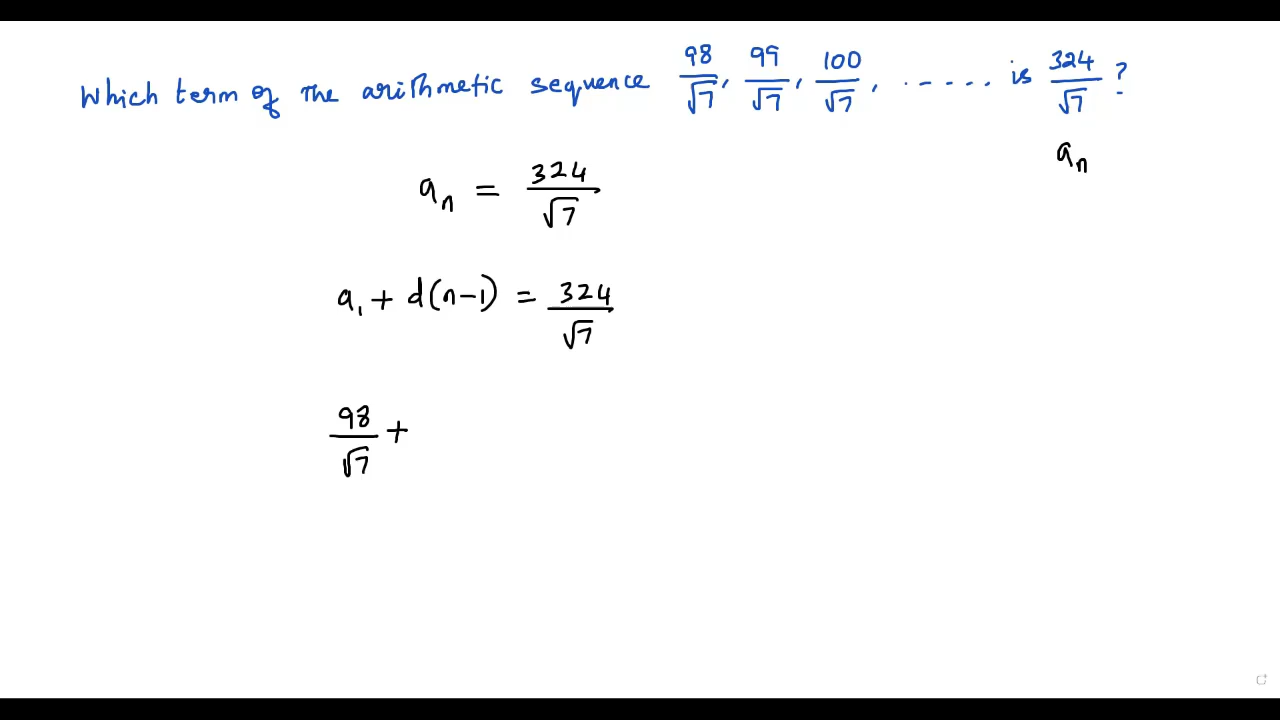 Which term of the arithmetic sequence 98/√7, 99/√7, 100/√7, ...... is 324/√7 ?
aₙ
aₙ = 324/√7
a₁ + d(n-1) = 324/√7
98/√7 +